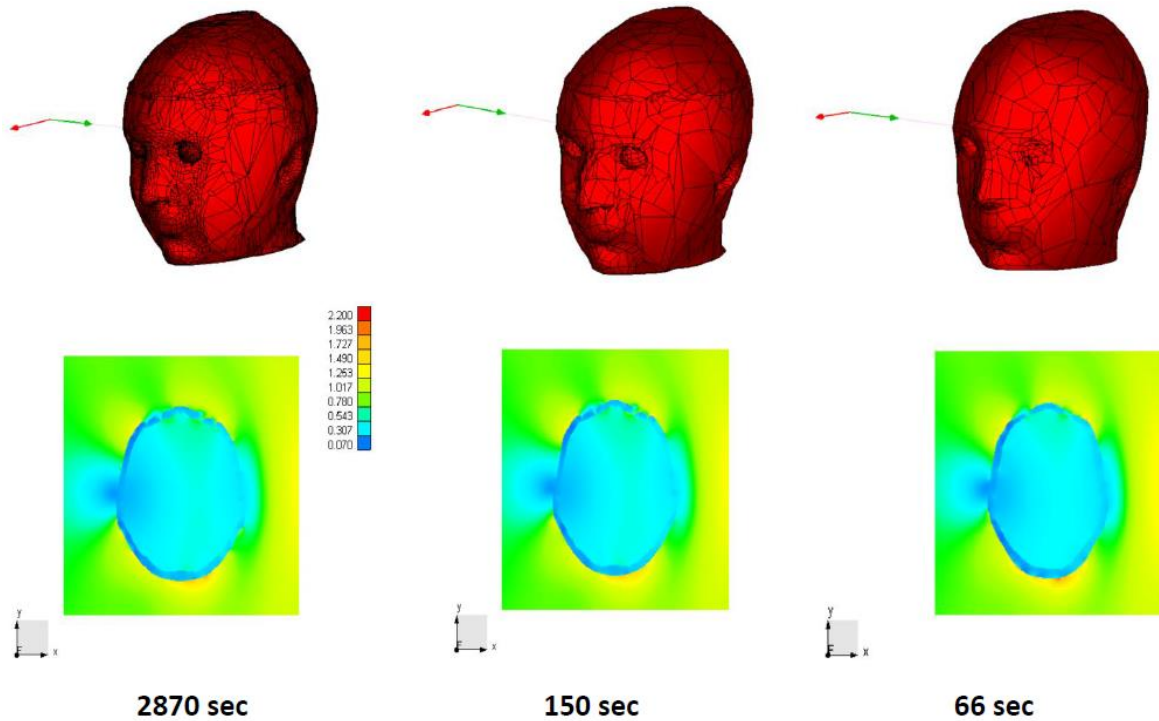 2.200
1.963
1.727
1.490
1.253
1.017
0.780
0.543
0.307
0.070
y
x
y
x
y
x
2870 sec
150 sec
66 sec